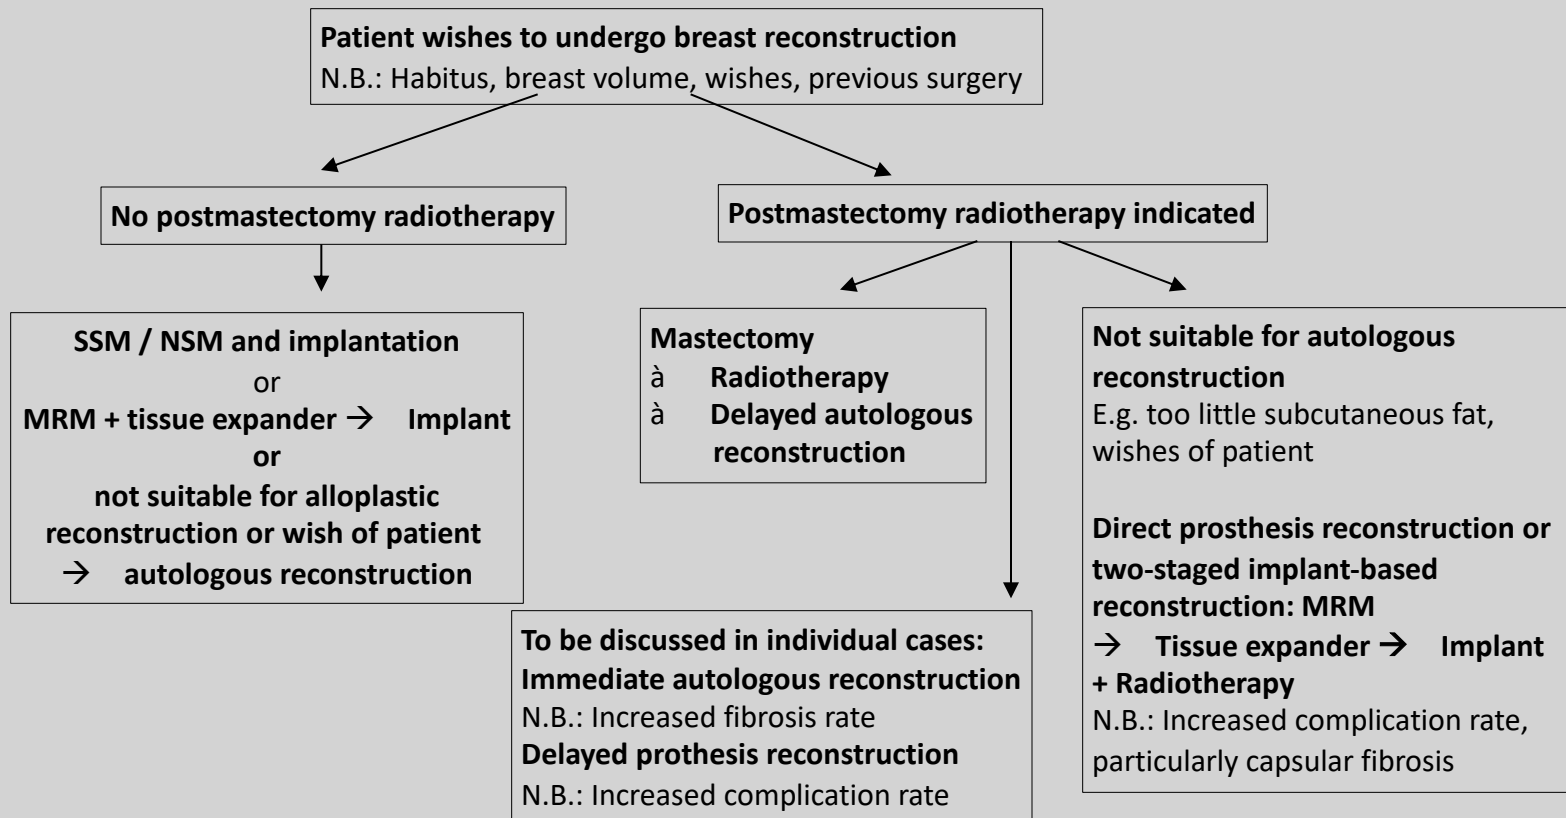 Patient wishes to undergo breast reconstruction
N.B.: Habitus, breast volume, wishes, previous surgery
No postmastectomy radiotherapy
Postmastectomy radiotherapy indicated
SSM / NSM and implantation
or
MRM + tissue expander → Implant
or
not suitable for alloplastic
reconstruction or wish of patient
→ autologous reconstruction
Mastectomy
à Radiotherapy
à Delayed autologous
reconstruction
Not suitable for autologous
reconstruction
E.g. too little subcutaneous fat,
wishes of patient
Direct prosthesis reconstruction or
two-staged implant-based
reconstruction: MRM
→ Tissue expander → Implant
+ Radiotherapy
N.B.: Increased complication rate,
particularly capsular fibrosis
To be discussed in individual cases:
Immediate autologous reconstruction
N.B.: Increased fibrosis rate
Delayed prothesis reconstruction
N.B.: Increased complication rate